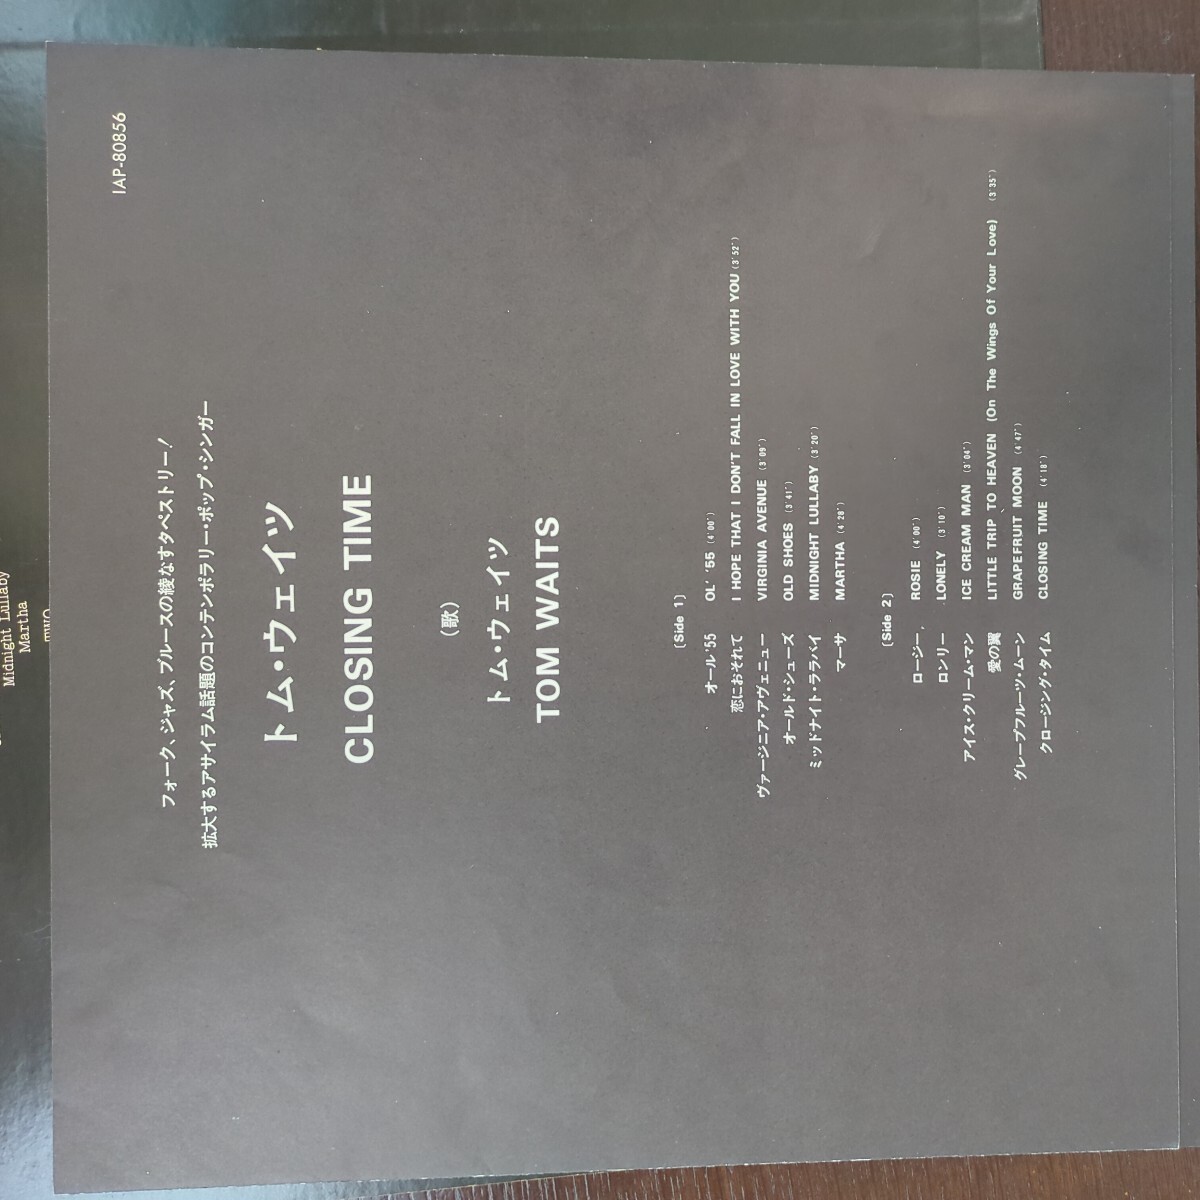 IAP-80856
フォーク、ジャズ、ブルースの綾なすタペストリー!
拡大するアサイラム話題のコンテンポラリー・ポップ・シンガー
トム・ウェイツ
CLOSING TIME
(歌)
トム・ウェイツ
TOM WAITS
〔Side 1〕
オール'55 OL' '55 (4'00")
恋におそれて I HOPE THAT I DON'T FALL IN LOVE WITH YOU (3'52")
ヴァージニア・アヴェニュー VIRGINIA AVENUE (3'09")
オールド・シューズ OLD SHOES (3'41")
ミッドナイト・ララバイ MIDNIGHT LULLABY (3'20")
マーサ MARTHA (4'28")
〔Side 2〕
ロージー, ROSIE (4'00")
ロンリー LONELY (3'10")
アイス・クリーム・マン ICE CREAM MAN (3'04")
愛の翼 LITTLE TRIP TO HEAVEN (On The Wings Of Your Love) (3'35")
グレープフルーツ・ムーン GRAPEFRUIT MOON (4'47")
クロージング・タイム CLOSING TIME (4'18")
Midnight Lullaby
Martha
TWO